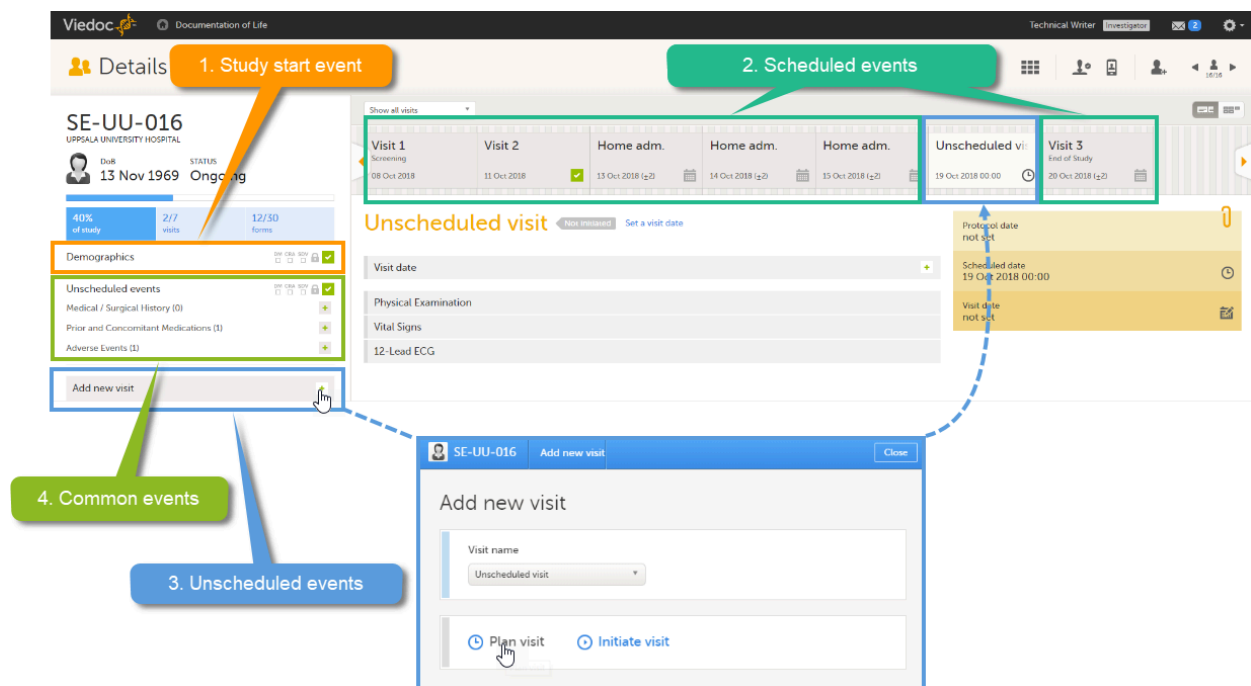 Viedoc
Documentation of Life
Technical Writer Investigator 2
Details
1. Study start event
2. Scheduled events
16/16
SE-UU-016
UPPSALA UNIVERSITY HOSPITAL
DoB STATUS
13 Nov 1969 Ongoing
40% 2/7 12/30
of study visits forms
Demographics DM CRA SDV
Unscheduled events DM CRA SDV
Medical / Surgical History (0)
Prior and Concomitant Medications (1)
Adverse Events (1)
Add new visit
Show all visits
Visit 1 Visit 2 Home adm. Home adm. Home adm. Unscheduled vi Visit 3
Screening End of Study
08 Oct 2018 11 Oct 2018 13 Oct 2018 (±2) 14 Oct 2018 (±2) 15 Oct 2018 (±2) 19 Oct 2018 00:00 20 Oct 2018 (±2)
Unscheduled visit Not initiated Set a visit date
Visit date
Physical Examination
Vital Signs
12-Lead ECG
Protocol date
not set
Scheduled date
19 Oct 2018 00:00
Visit date
not set
4. Common events
3. Unscheduled events
SE-UU-016 Add new visit Close
Add new visit
Visit name
Unscheduled visit
Plan visit Initiate visit